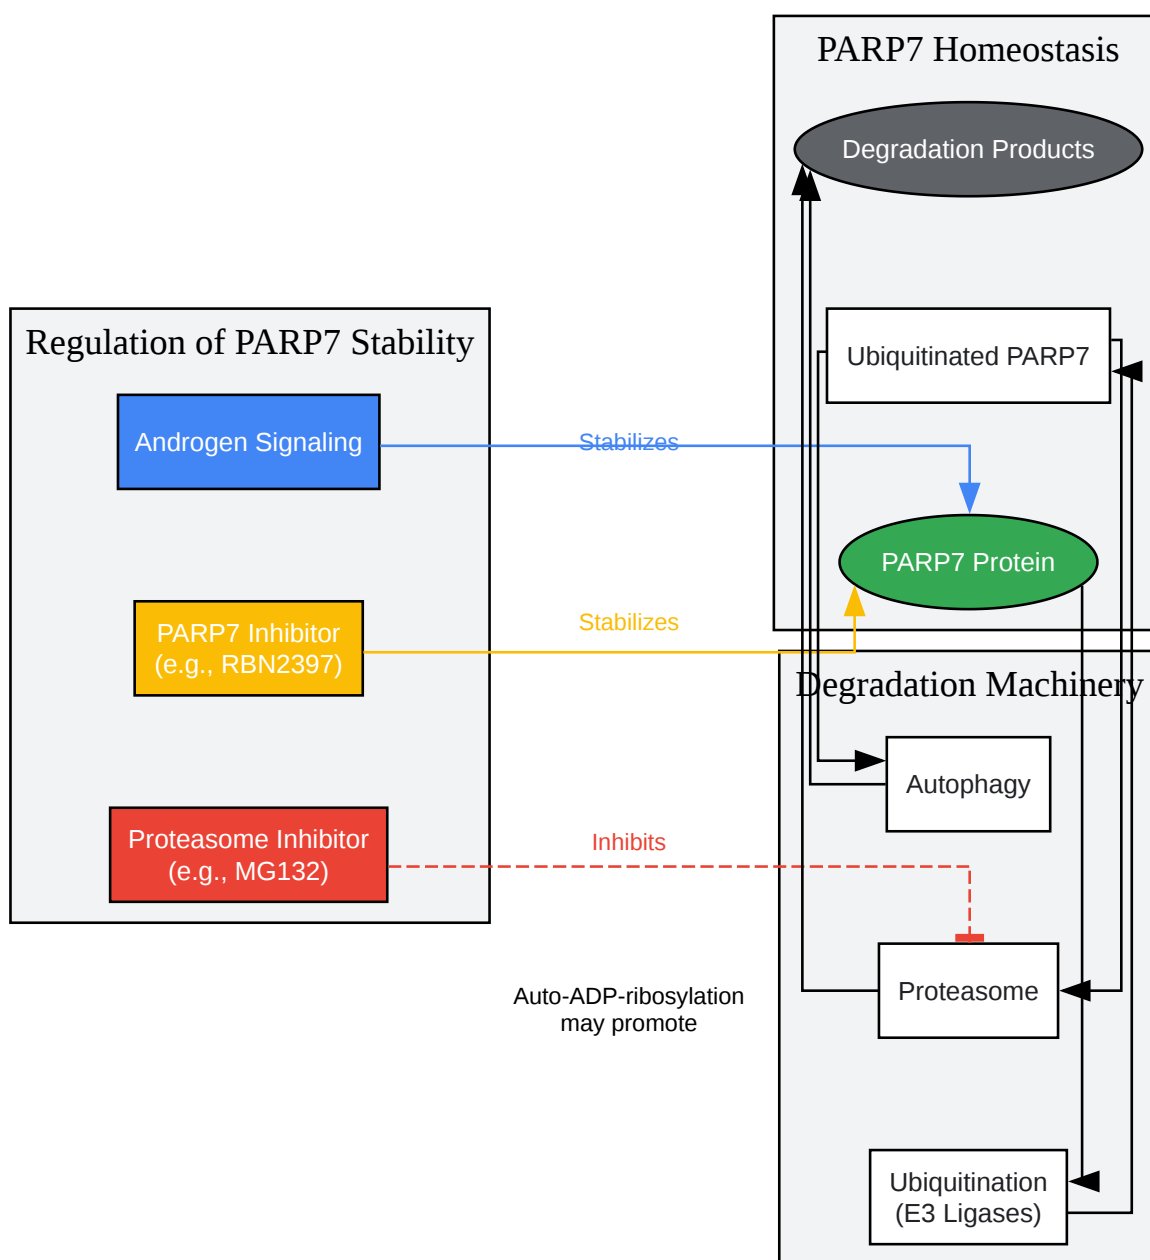 PARP7 Homeostasis
Degradation Products
Ubiquitinated PARP7
PARP7 Protein
Regulation of PARP7 Stability
Androgen Signaling
PARP7 Inhibitor
(e.g., RBN2397)
Proteasome Inhibitor
(e.g., MG132)
Stabilizes
Stabilizes
Inhibits
Auto-ADP-ribosylation
may promote
Degradation Machinery
Autophagy
Proteasome
Ubiquitination
(E3 Ligases)